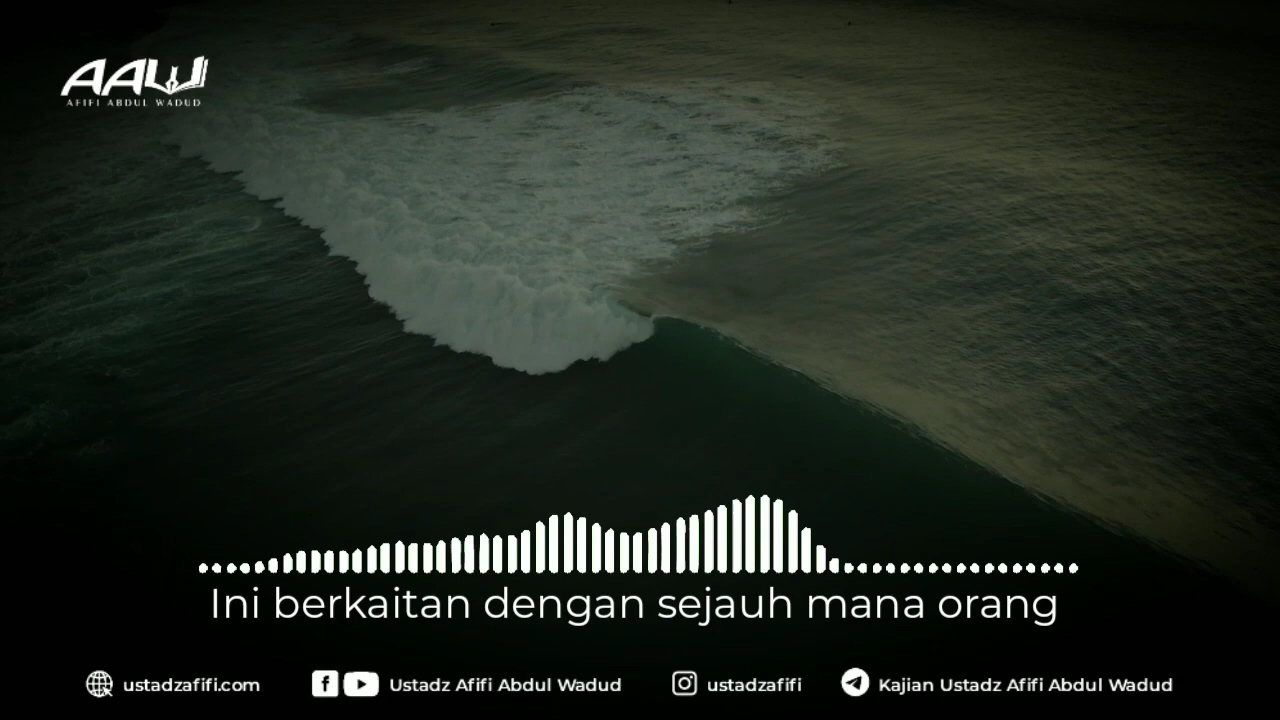 AAW
AFIFI ABDUL WADUD
Ini berkaitan dengan sejauh mana orang
ustadzafifi.com
Ustadz Afifi Abdul Wadud
ustadzafifi
Kajian Ustadz Afifi Abdul Wadud